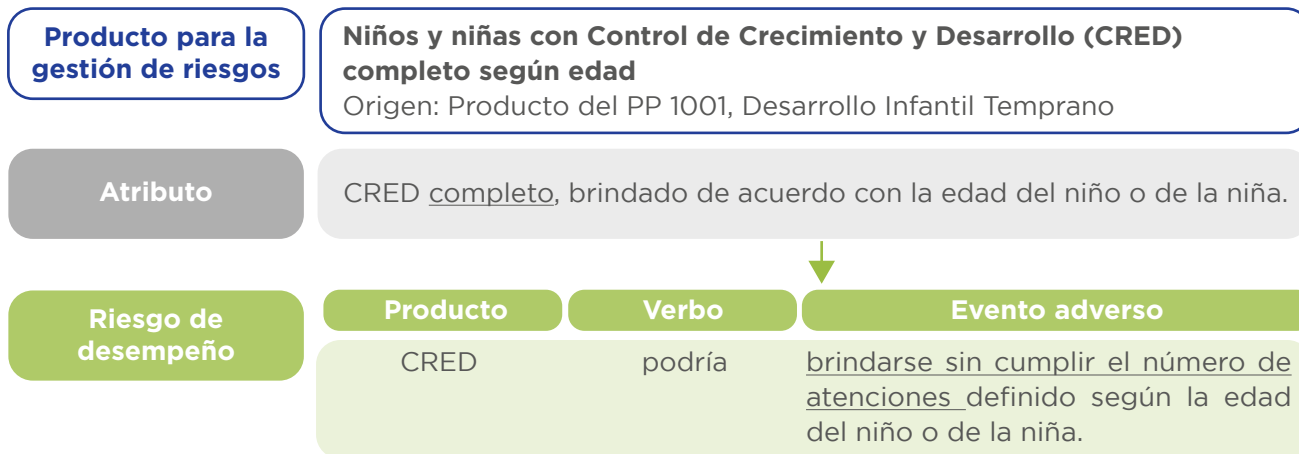 Producto para la
gestión de riesgos
Niños y niñas con Control de Crecimiento y Desarrollo (CRED)
completo según edad
Origen: Producto del PP 1001, Desarrollo Infantil Temprano
Atributo
CRED completo, brindado de acuerdo con la edad del niño o de la niña.
Riesgo de
desempeño
Producto Verbo Evento adverso
CRED podría brindarse sin cumplir el número de
atenciones definido según la edad
del niño o de la niña.